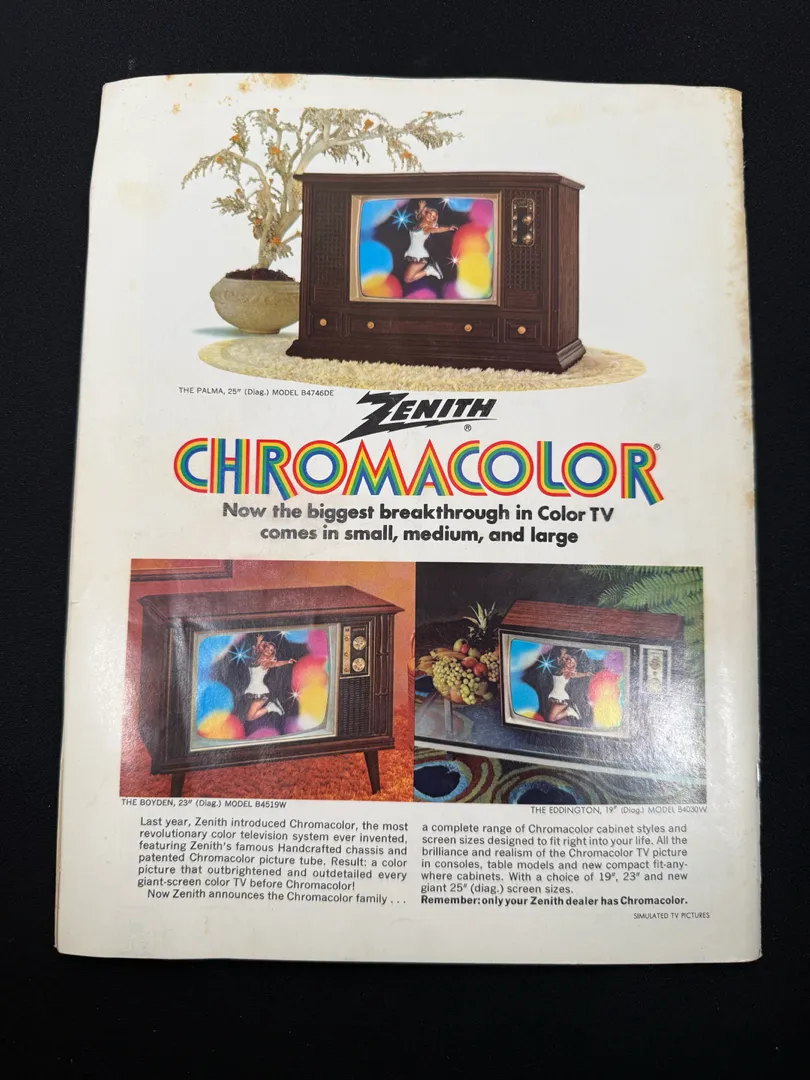 THE PALMA, 25" (Diag.) MODEL B4746DE
ZENITH
®
CHROMACOLOR®
Now the biggest breakthrough in Color TV
comes in small, medium, and large
THE BOYDEN, 23" (Diag.) MODEL B4519W
THE EDDINGTON, 19" (Diag.) MODEL B4030W
Last year, Zenith introduced Chromacolor, the most
revolutionary color television system ever invented,
featuring Zenith's famous Handcrafted chassis and
patented Chromacolor picture tube. Result: a color
picture that outbrightened and outdetailed every
giant-screen color TV before Chromacolor!
Now Zenith announces the Chromacolor family . . .
a complete range of Chromacolor cabinet styles and
screen sizes designed to fit right into your life. All the
brilliance and realism of the Chromacolor TV picture
in consoles, table models and new compact fit-any-
where cabinets. With a choice of 19", 23" and new
giant 25" (diag.) screen sizes.
Remember: only your Zenith dealer has Chromacolor.
SIMULATED TV PICTURES